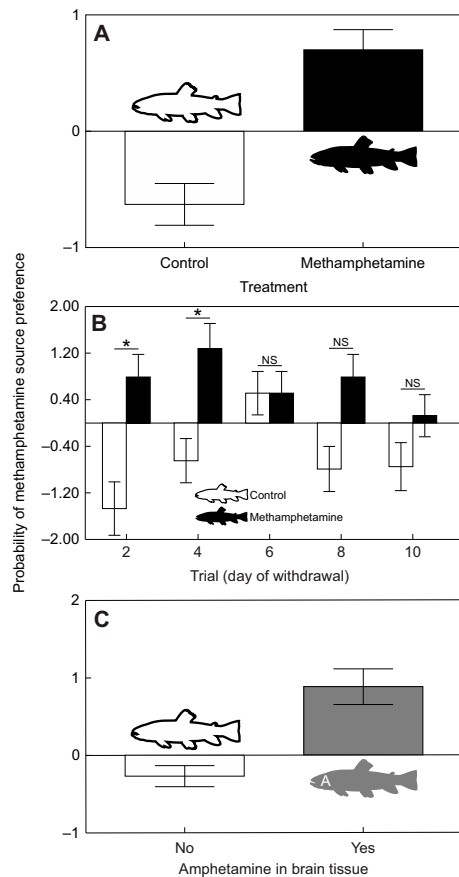 Probability of methamphetamine source preference
A
1
0
–1
Control Methamphetamine
Treatment
B
2.00
1.20
0.40
–0.40
–1.20
–2.00
* * NS NS NS
Control
Methamphetamine
2 4 6 8 10
Trial (day of withdrawal)
C
2
1
0
–1
A
No Yes
Amphetamine in brain tissue